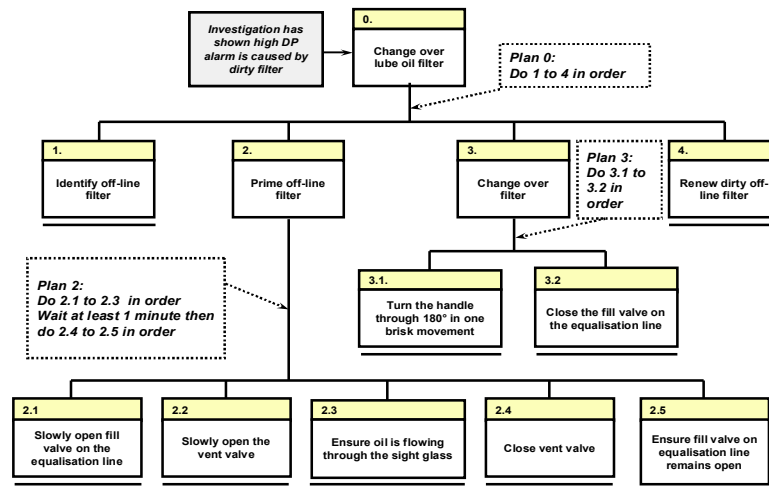 Investigation has
shown high DP
alarm is caused by
dirty filter
0.
Change over
lube oil filter
Plan 0:
Do 1 to 4 in order
1.
Identify off-line
filter
2.
Prime off-line
filter
3.
Change over
filter
Plan 3:
Do 3.1 to
3.2 in
order
4.
Renew dirty off-
line filter
Plan 2:
Do 2.1 to 2.3 in order
Wait at least 1 minute then
do 2.4 to 2.5 in order
3.1.
Turn the handle
through 180° in one
brisk movement
3.2
Close the fill valve on
the equalisation line
2.1
Slowly open fill
valve on the
equalisation line
2.2
Slowly open the
vent valve
2.3
Ensure oil is flowing
through the sight glass
2.4
Close vent valve
2.5
Ensure fill valve on
equalisation line
remains open